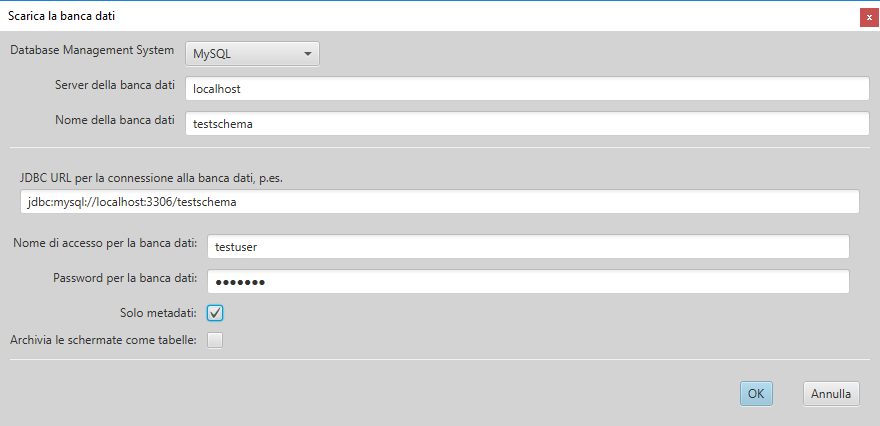 Scarica la banca dati
x
Database Management System MySQL
Server della banca dati localhost
Nome della banca dati testschema
JDBC URL per la connessione alla banca dati, p.es.
jdbc:mysql://localhost:3306/testschema
Nome di accesso per la banca dati: testuser
Password per la banca dati: •••••••
Solo metadati:
Archivia le schermate come tabelle:
OK Annulla